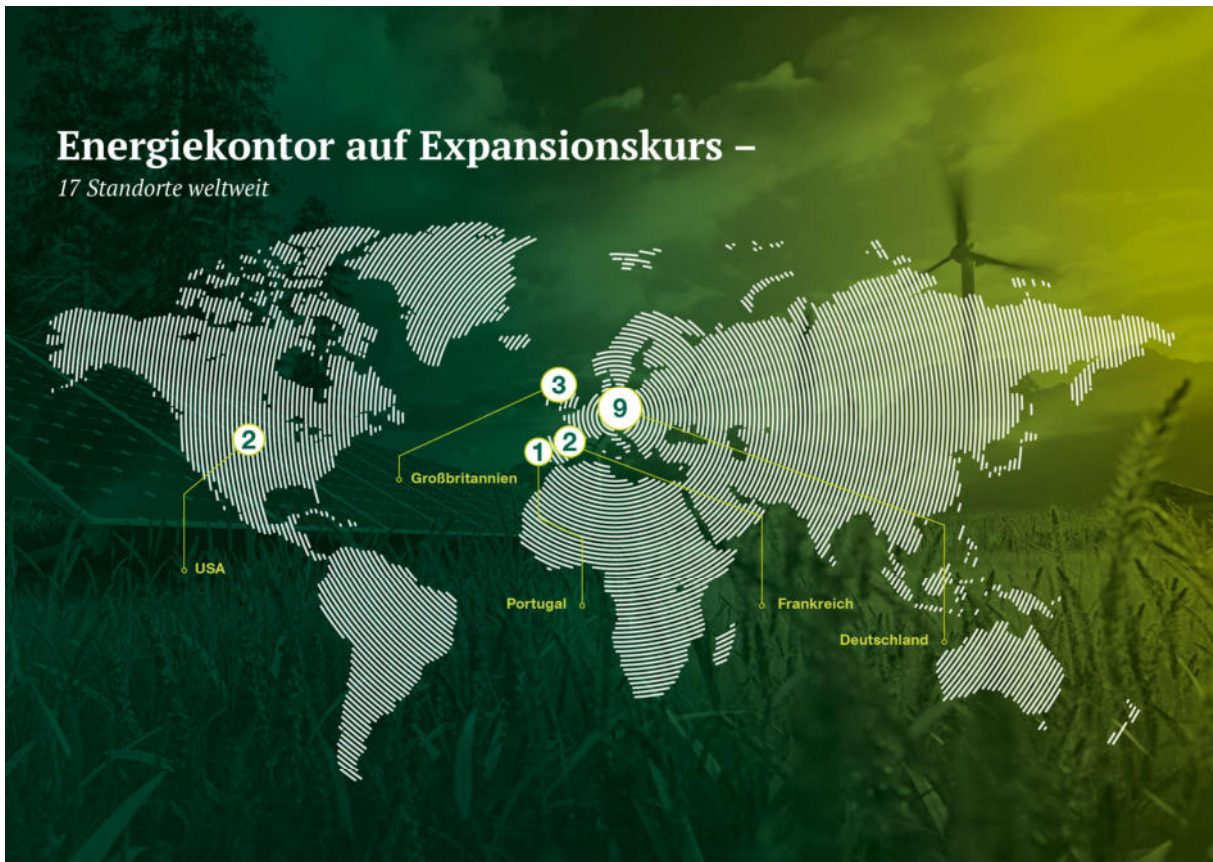 Energiekontor auf Expansionskurs –
17 Standorte weltweit
3
9
2
1
2
Großbritannien
USA
Portugal
Frankreich
Deutschland